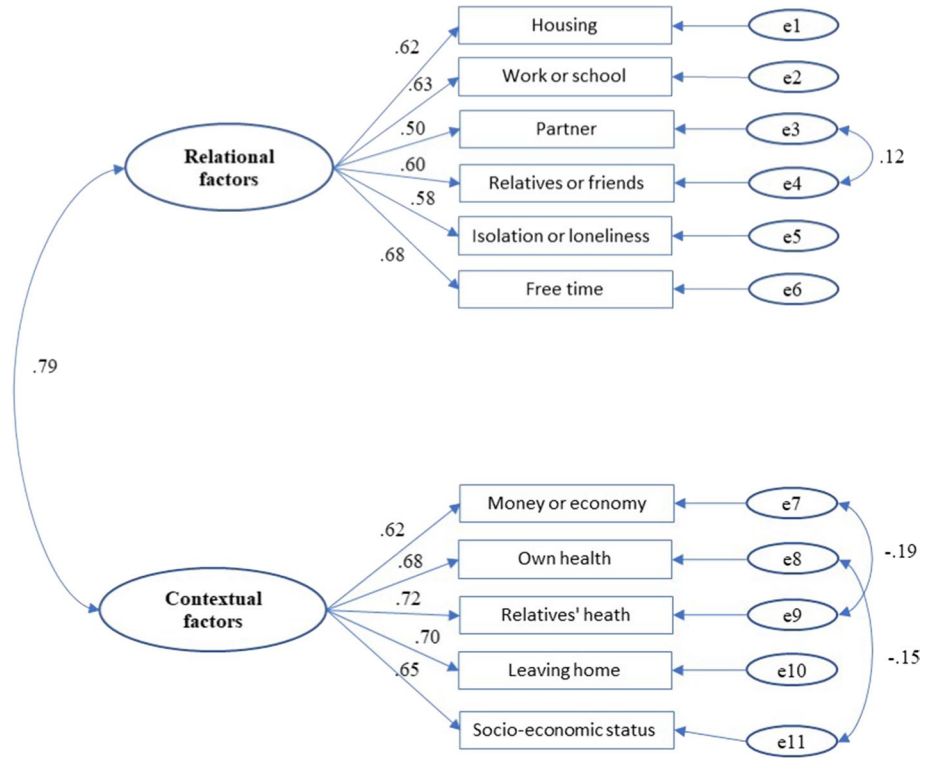 Housing
e1
.62
Work or school
e2
.63
Partner
e3
.50
.12
Relational
factors
.60
Relatives or friends
e4
.58
Isolation or loneliness
e5
.68
Free time
e6
.79
Money or economy
e7
.62
-.19
Own health
e8
.68
Contextual
factors
.72
Relatives' heath
e9
.70
-.15
Leaving home
e10
.65
Socio-economic status
e11